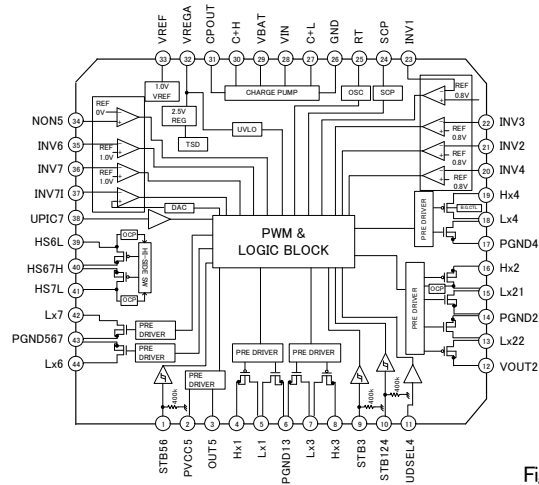 VREF
VREGA
CPOUT
C+H
VBAT
VIN
C+L
GND
RT
SCP
INV1
33
32
31
30
29
28
27
26
25
24
23
1.0V VREF
CHARGE PUMP
OSC
SCP
REF 0V
2.5V REG
UVLO
TSD
REF 0.8V
NON5
34
INV6
35
REF 1.0V
INV7
36
REF 1.0V
INV7I
37
DAC
UPIC7
38
HS6L
39
OCP
HS67H
40
HI-SIDE SW
HS7L
41
OCP
Lx7
42
PRE DRIVER
PGND567
43
PRE DRIVER
Lx6
44
22
INV3
REF 0.8V
21
INV2
REF 0.8V
20
INV4
REF 0.8V
19
Hx4
18
Lx4
17
PGND4
PRE DRIVER
PWM & LOGIC BLOCK
16
Hx2
OCP
15
Lx21
PRE DRIVER
14
PGND2
13
Lx22
12
VOUT2
PRE DRIVER
PRE DRIVER
PRE DRIVER
400k
400k
400k
1
2
3
4
5
6
7
8
9
10
11
STB56
PVCC5
OUT5
Hx1
Lx1
PGND13
Lx3
Hx3
STB3
STB124
UDSEL4
Fi